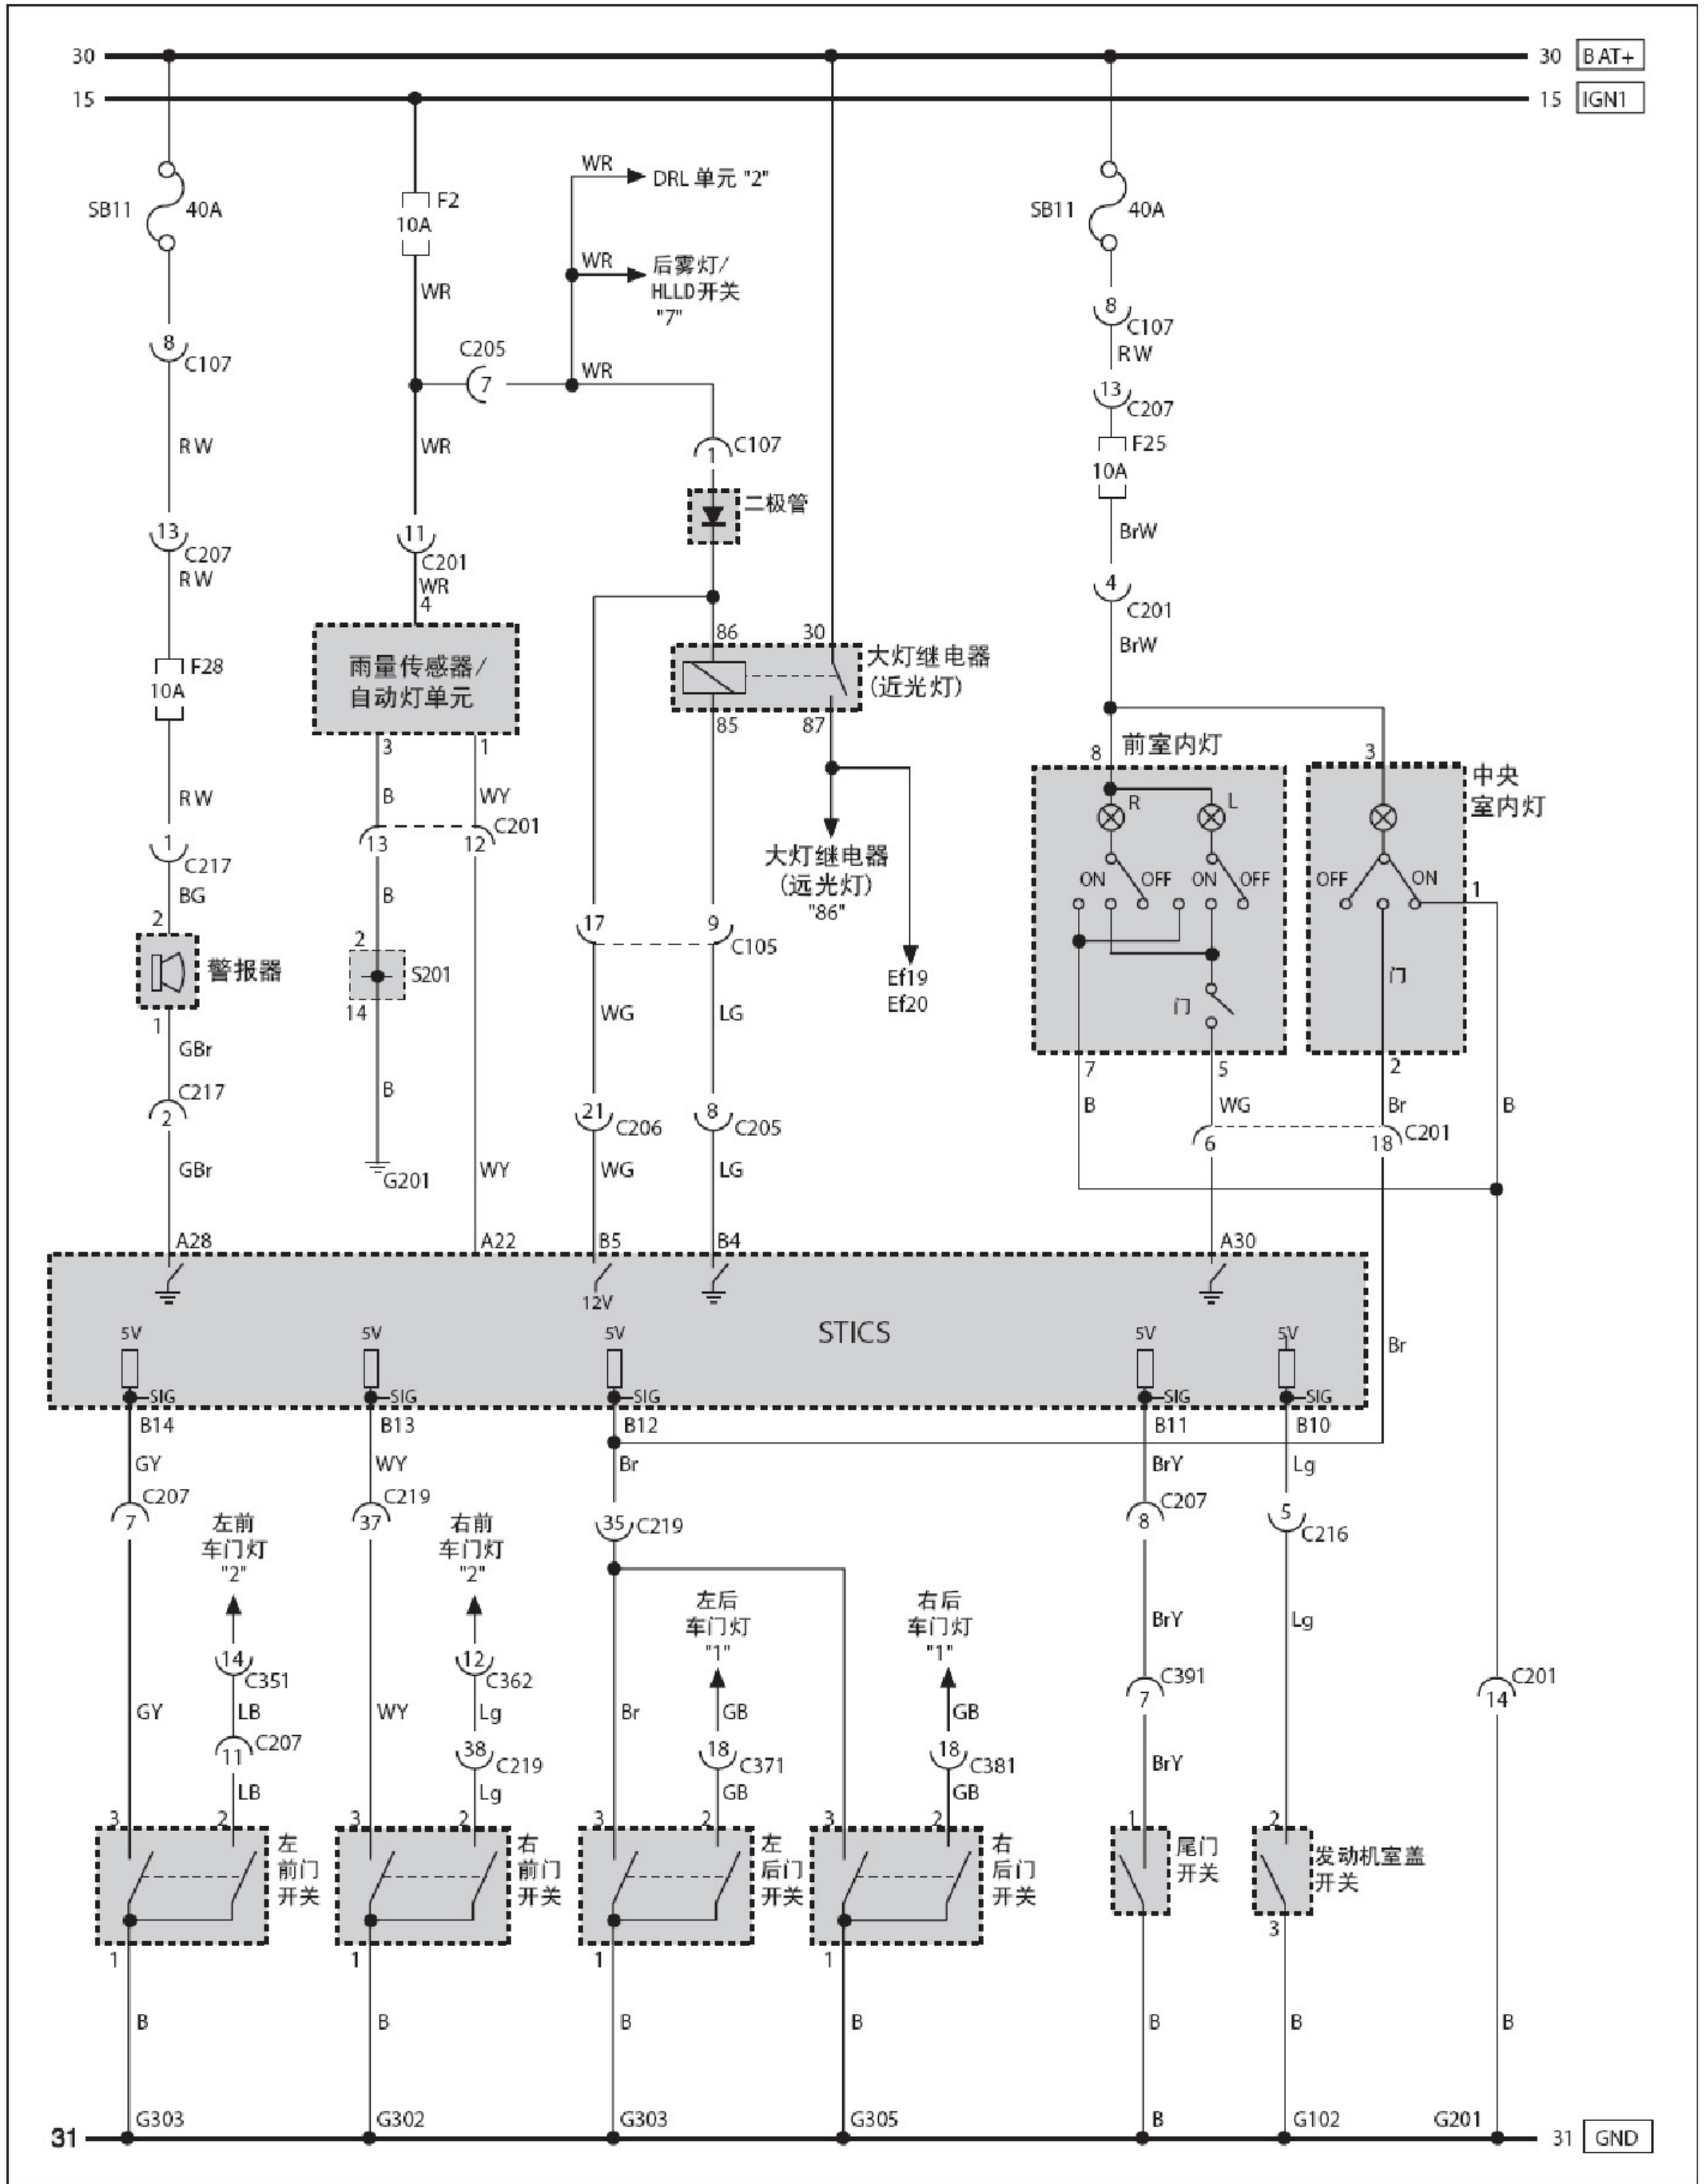 30
30 BAT+
15
15 IGN1
SB11 40A
F2
10A
WR
DRL 单元 "2"
WR
后雾灯/
HLLD开关
"7"
WR
C205
7
WR
SB11 40A
8
C107
RW
13
C207
F25
10A
BrW
4
C201
BrW
8
C107
RW
13
C207
RW
F28
10A
RW
1
C217
BG
2
警报器
1
GBr
C217
2
GBr
WR
11
C201
WR
4
雨量传感器/
自动灯单元
3
1
B
WY
C201
13
12
B
2
S201
14
B
G201
WY
C107
1
二极管
86
30
大灯继电器
(近光灯)
85
87
大灯继电器
(远光灯)
"86"
Ef19
Ef20
17
9
C105
WG
LG
21
C206
8
C205
WG
LG
8
前室内灯
3
中央
室内灯
R
L
ON
OFF
ON
OFF
OFF
ON
1
门
门
7
5
2
B
WG
Br
B
C201
6
18
A28
A22
B5
B4
A30
12V
STICS
5V
5V
5V
5V
5V
Br
SIG
SIG
SIG
SIG
SIG
B14
B13
B12
B11
B10
GY
WY
Br
BrY
Lg
C207
7
C219
37
35
C219
C207
8
5
C216
左前
车门灯
"2"
右前
车门灯
"2"
左后
车门灯
"1"
右后
车门灯
"1"
14
C351
12
C362
BrY
Lg
C391
7
C201
14
GY
LB
WY
Lg
Br
GB
GB
C207
11
38
C219
18
C371
18
C381
BrY
LB
Lg
GB
GB
3
2
3
2
3
2
3
2
1
2
左
前门
开关
右
前门
开关
左
后门
开关
右
后门
开关
尾门
开关
发动机室盖
开关
1
1
1
1
3
B
B
B
B
B
B
B
G303
G302
G303
G305
B
G102
G201
31
31 GND